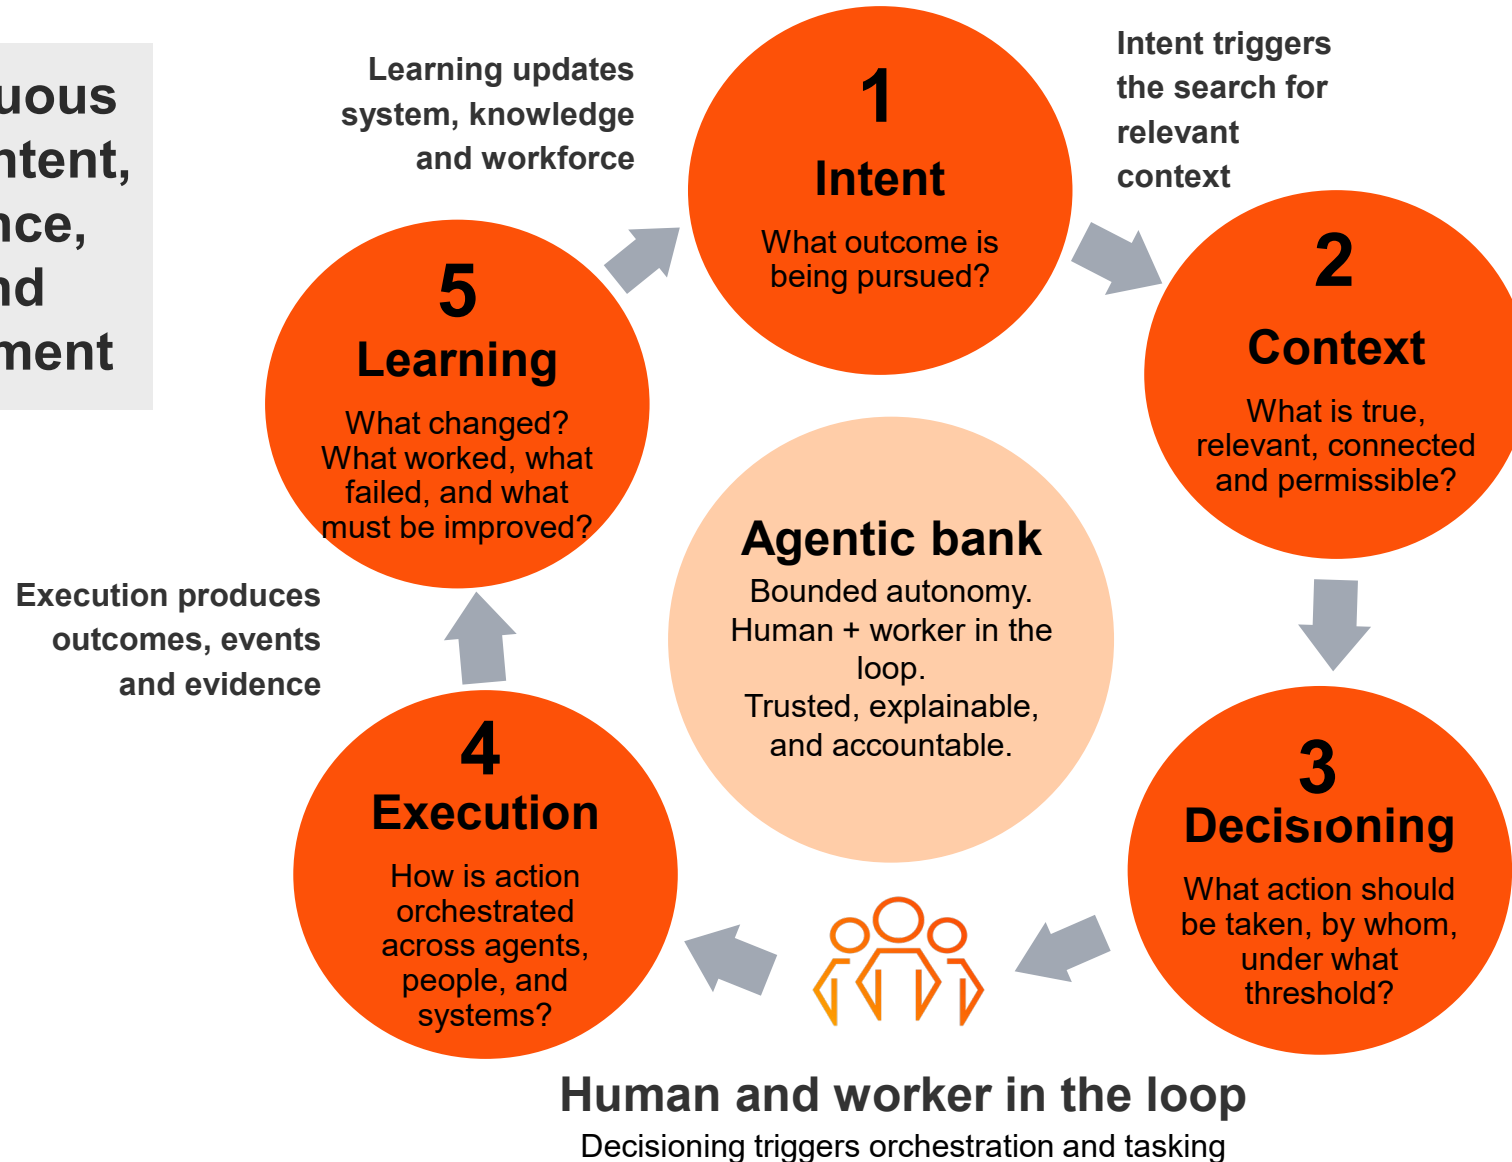 uous
ntent,
nce,
nd
ment
Learning updates
system, knowledge
and workforce
1
Intent
What outcome is
being pursued?
Intent triggers
the search for
relevant
context
2
Context
What is true,
relevant, connected
and permissible?
5
Learning
What changed?
What worked, what
failed, and what
must be improved?
Agentic bank
Bounded autonomy.
Human + worker in the
loop.
Trusted, explainable,
and accountable.
Execution produces
outcomes, events
and evidence
4
Execution
How is action
orchestrated
across agents,
people, and
systems?
3
Decisioning
What action should
be taken, by whom,
under what
threshold?
Human and worker in the loop
Decisioning triggers orchestration and tasking